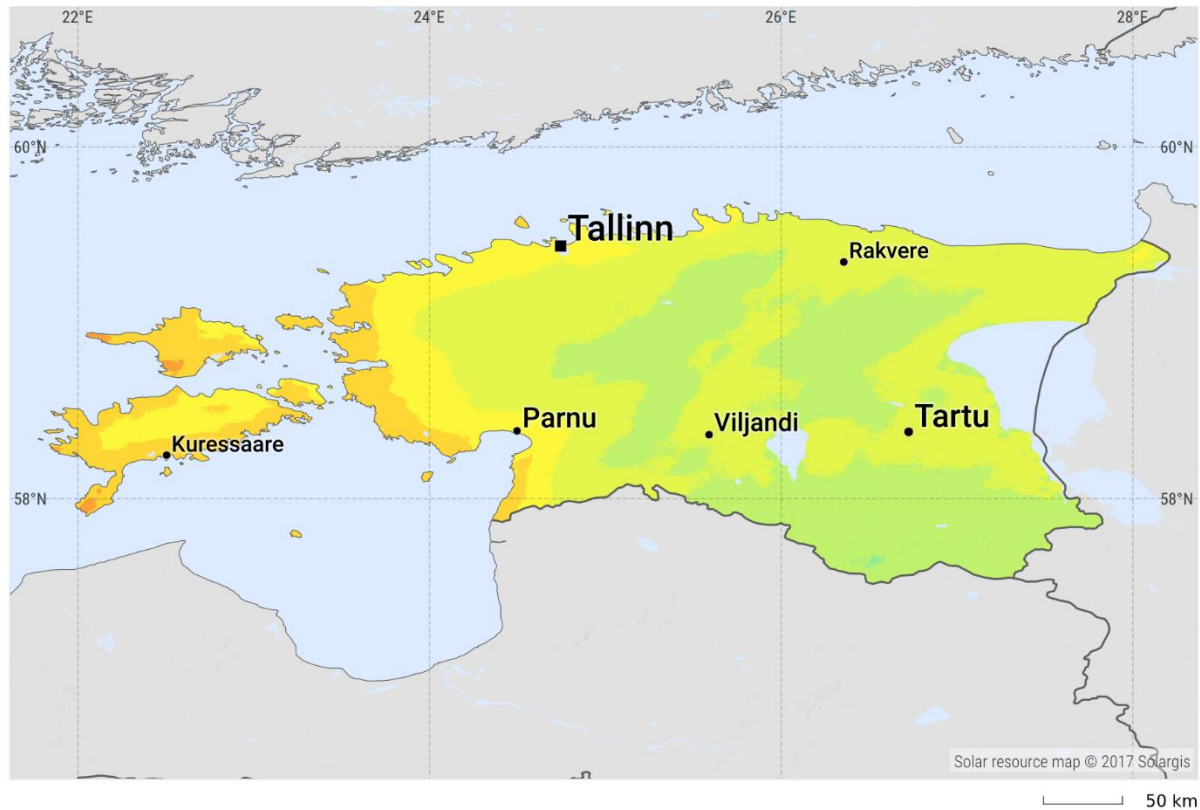 22°E
24°E
26°E
28°E
60°N
60°N
Tallinn
Rakvere
Parnu
Viljandi
Tartu
Kuressaare
58°N
58°N
Solar resource map © 2017 Solargis
50 km